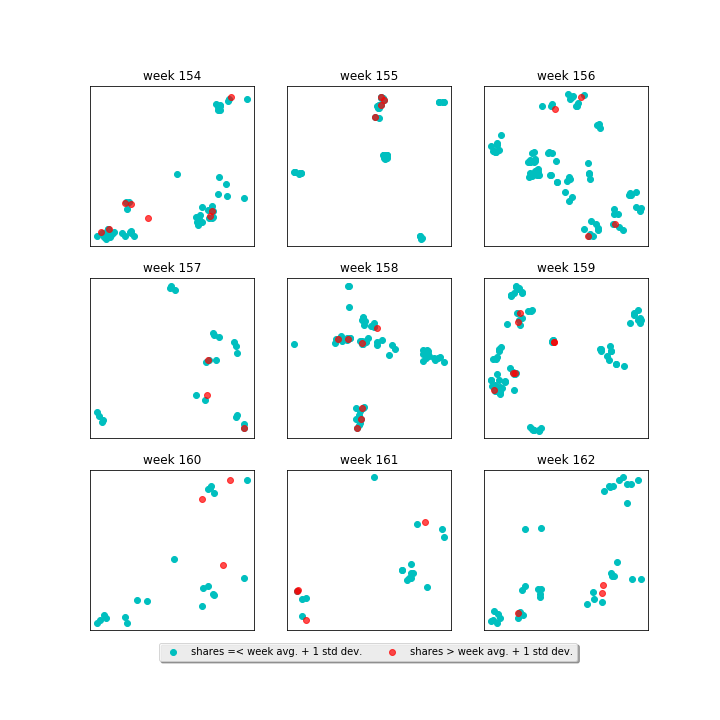 week 154
week 155
week 156
week 157
week 158
week 159
week 160
week 161
week 162
shares =< week avg. + 1 std dev.
shares > week avg. + 1 std dev.